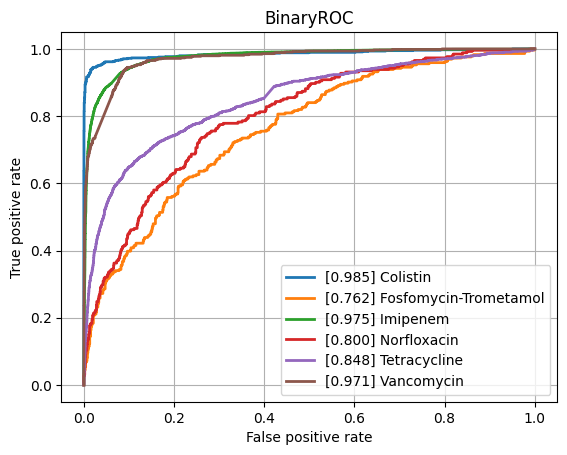 BinaryROC
True positive rate
1.0
0.8
0.6
0.4
0.2
0.0
[0.985] Colistin
[0.762] Fosfomycin-Trometamol
[0.975] Imipenem
[0.800] Norfloxacin
[0.848] Tetracycline
[0.971] Vancomycin
0.0 0.2 0.4 0.6 0.8 1.0
False positive rate